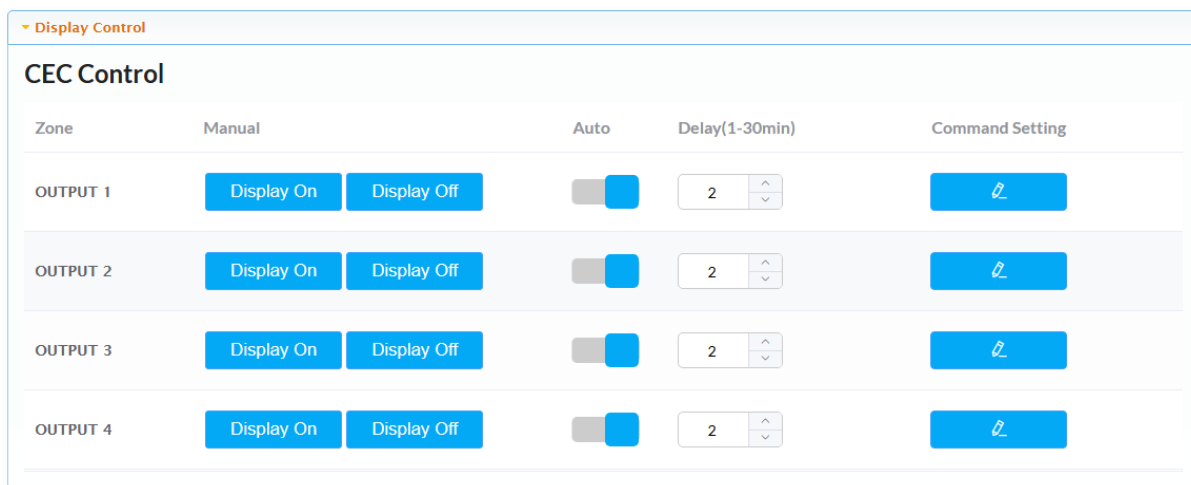 Display Control
CEC Control
Zone Manual Auto Delay(1-30min) Command Setting
OUTPUT 1 Display On Display Off 2
OUTPUT 2 Display On Display Off 2
OUTPUT 3 Display On Display Off 2
OUTPUT 4 Display On Display Off 2